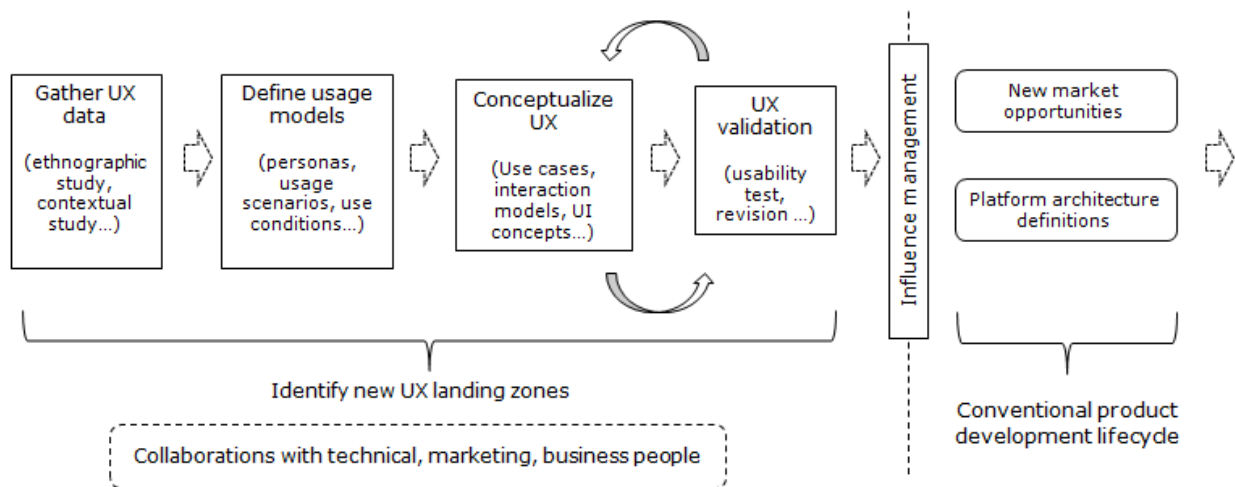 Gather UX
data
(ethnographic
study,
contextual
study...)
Define usage
models
(personas,
usage
scenarios, use
conditions...)
Conceptualize
UX
(Use cases,
interaction
models, UI
concepts...)
UX
validation
(usability
test,
revision ...)
Influence management
New market
opportunities
Platform architecture
definitions
Identify new UX landing zones
Collaborations with technical, marketing, business people
Conventional product
development lifecycle